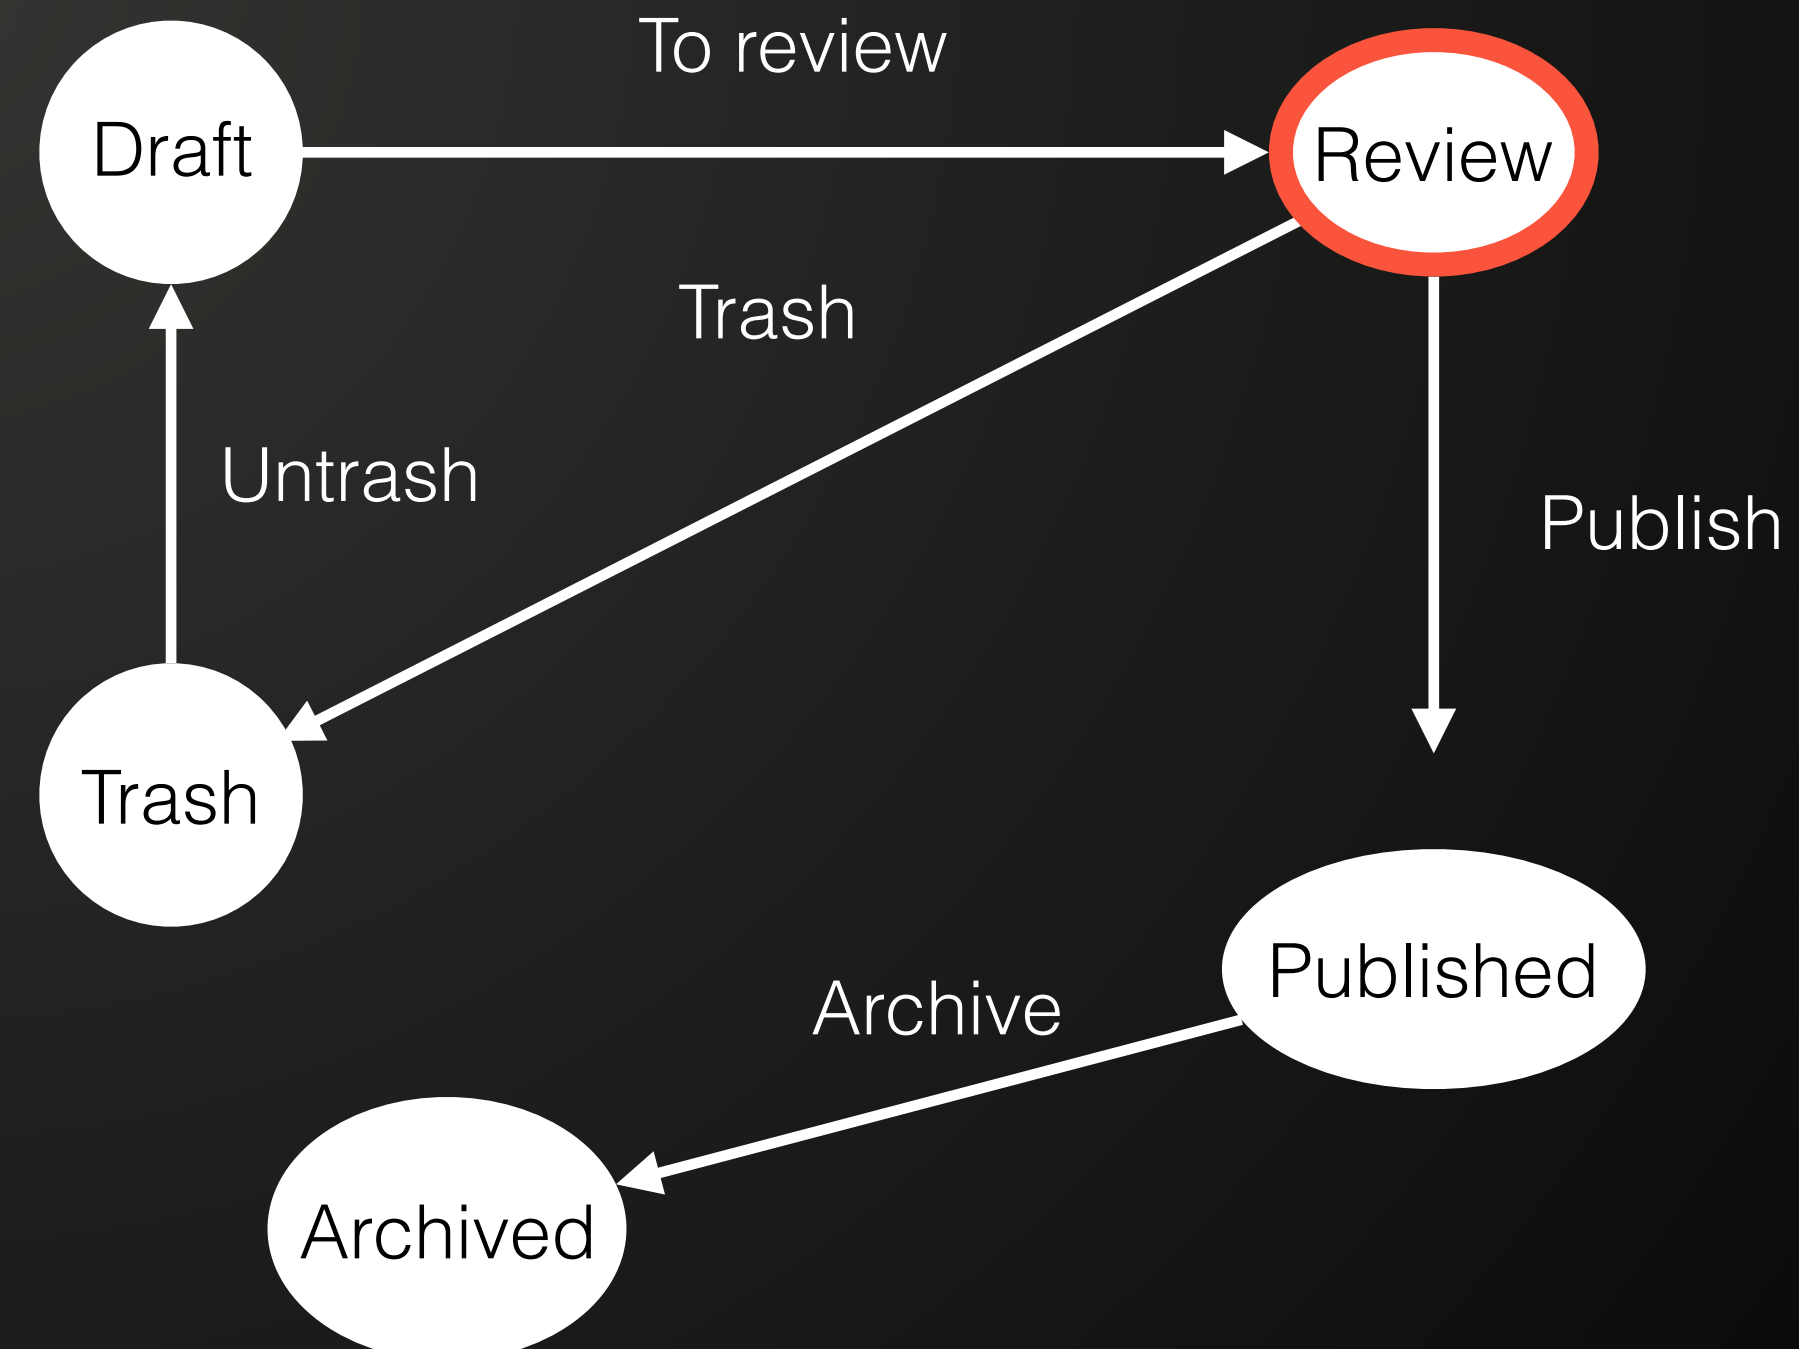 To review
Draft
Review
Trash
Untrash
Publish
Trash
Published
Archive
Archived